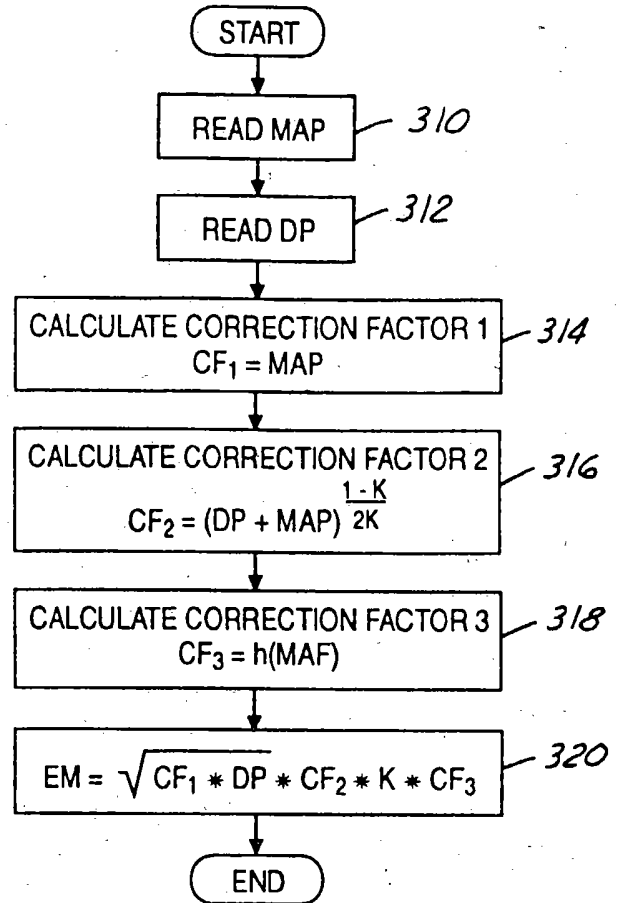 START
READ MAP
310
READ DP
312
CALCULATE CORRECTION FACTOR 1
CF₁ = MAP
314
CALCULATE CORRECTION FACTOR 2
CF₂ = (DP + MAP)^((1 - K)/(2K))
316
CALCULATE CORRECTION FACTOR 3
CF₃ = h(MAF)
318
EM = √(CF₁ * DP) * CF₂ * K * CF₃
320
END